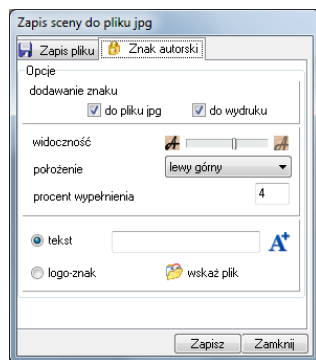 Zapis sceny do pliku jpg
Zapis pliku Znak autorski
Opcje
dodawanie znaku
do pliku jpg do wydruku
widoczność A A
położenie lewy górny
procent wypełnienia 4
tekst A+
logo-znak wskaż plik
Zapisz Zamknij